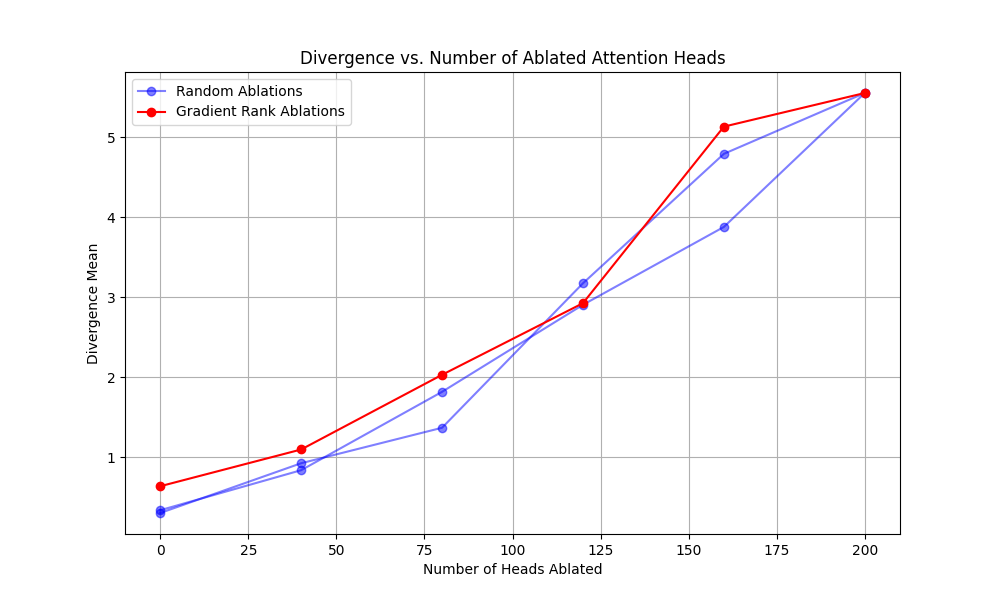 Divergence vs. Number of Ablated Attention Heads
Random Ablations
Gradient Rank Ablations
5
4
3
2
1
Divergence Mean
0 25 50 75 100 125 150 175 200
Number of Heads Ablated